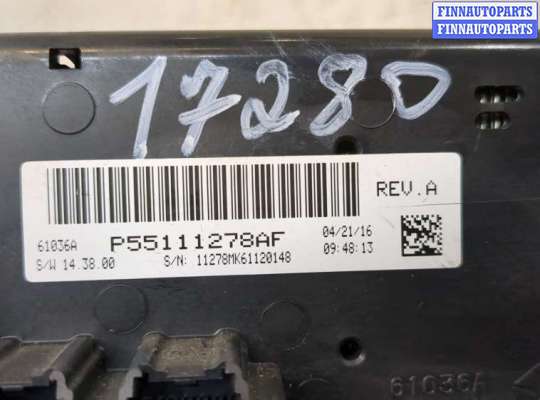 FINNAUTOPARTS
FINNAUTOPARTS
17280
REV.A
61036A P55111278AF 04/21/16
S/W 14.38.00 S/N: 11278MK61120148 09:48:13
61036A